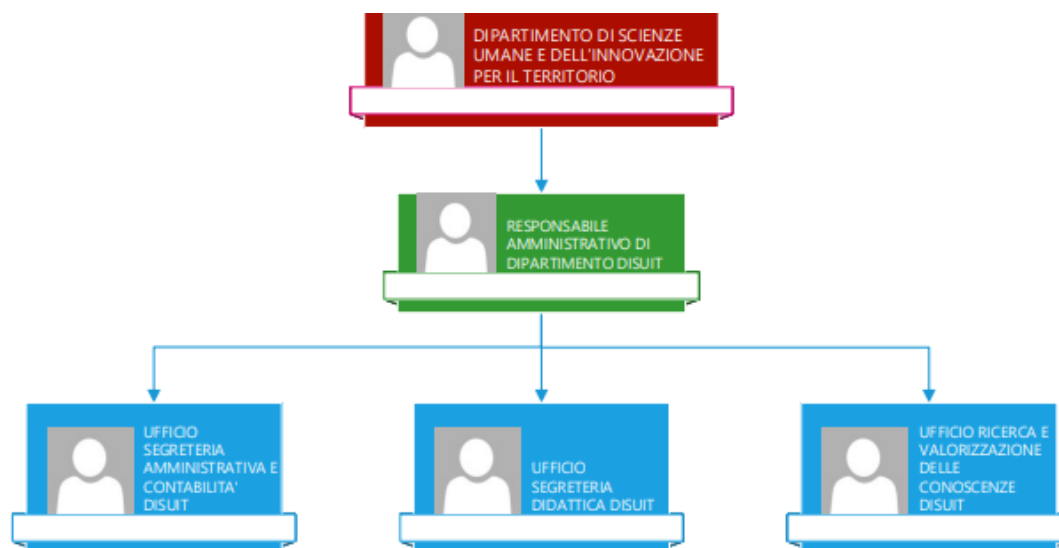 DIPARTIMENTO DI SCIENZE
UMANE E DELL'INNOVAZIONE
PER IL TERRITORIO
RESPONSABILE
AMMINISTRATIVO DI
DIPARTIMENTO DISUIT
UFFICIO
SEGRETERIA
AMMINISTRATIVA E
CONTABILITA'
DISUIT
UFFICIO
SEGRETERIA
DIDATTICA DISUIT
UFFICIO RICERCA E
VALORIZZAZIONE
DELLE
CONOSCENZE
DISUIT